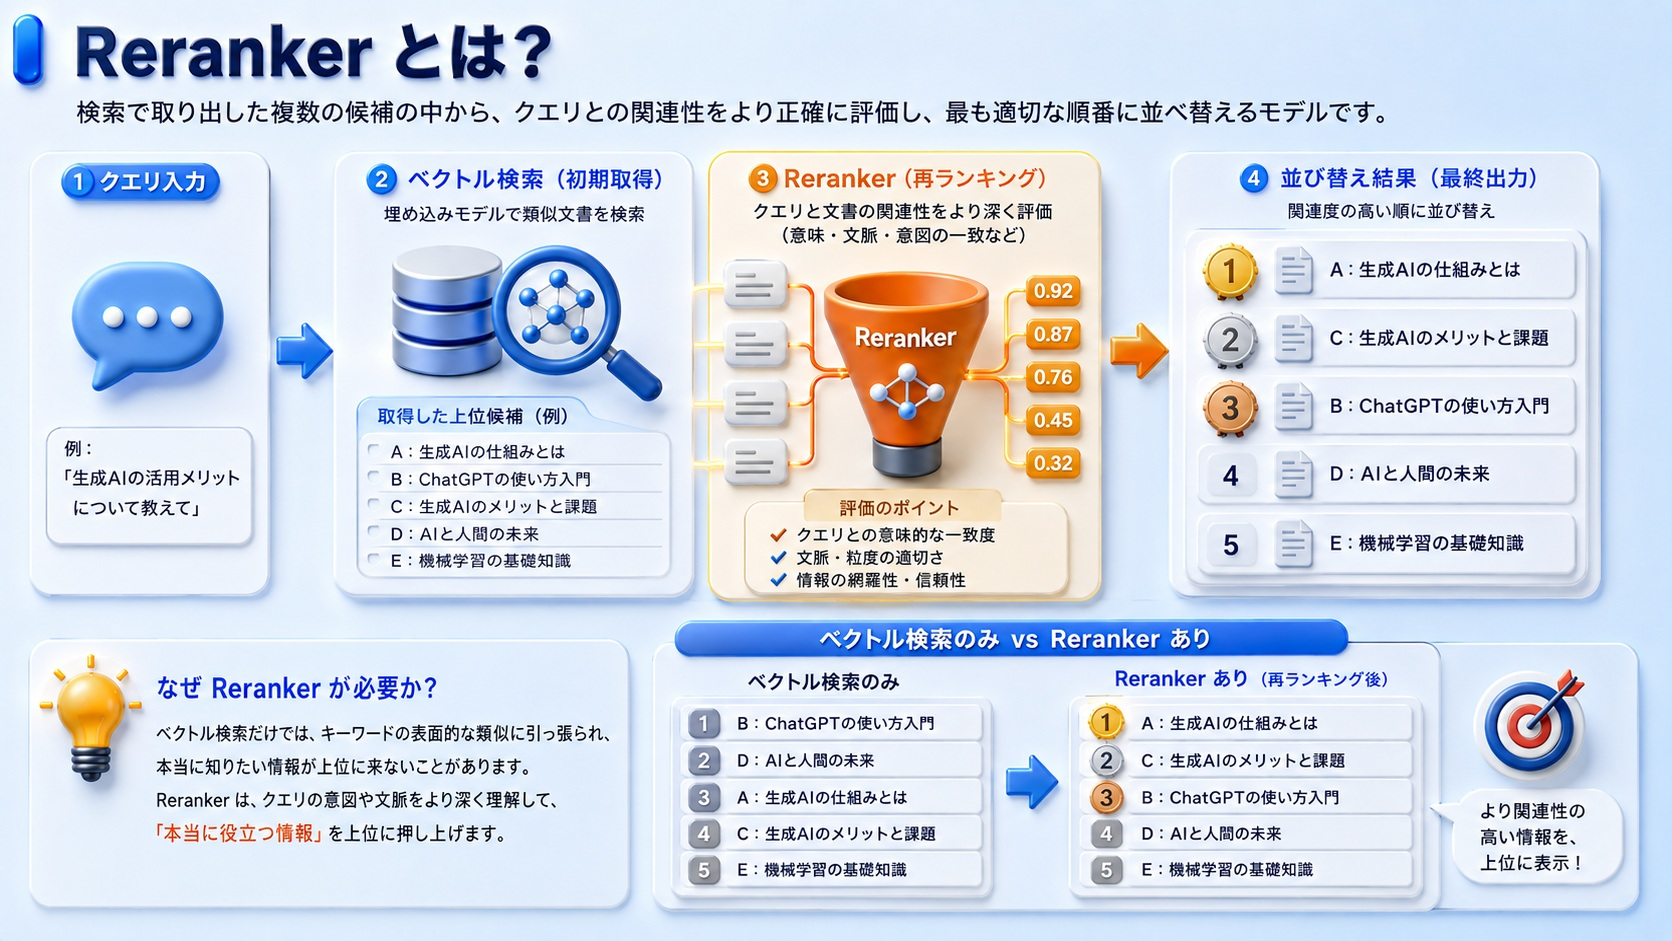 Reranker とは？
検索で取り出した複数の候補の中から、クエリとの関連性をより正確に評価し、最も適切な順番に並べ替えるモデルです。
1 クエリ入力
例：
「生成AIの活用メリット
について教えて」
2 ベクトル検索（初期取得）
埋め込みモデルで類似文書を検索
取得した上位候補（例）
A：生成AIの仕組みとは
B：ChatGPTの使い方入門
C：生成AIのメリットと課題
D：AIと人間の未来
E：機械学習の基礎知識
3 Reranker（再ランキング）
クエリと文書の関連性をより深く評価
（意味・文脈・意図の一致など）
Reranker
0.92
0.87
0.76
0.45
0.32
評価のポイント
クエリとの意味的な一致度
文脈・粒度の適切さ
情報の網羅性・信頼性
4 並び替え結果（最終出力）
関連度の高い順に並び替え
1 A：生成AIの仕組みとは
2 C：生成AIのメリットと課題
3 B：ChatGPTの使い方入門
4 D：AIと人間の未来
5 E：機械学習の基礎知識
なぜ Reranker が必要か？
ベクトル検索だけでは、キーワードの表面的な類似に引っ張られ、
本当に知りたい情報が上位に来ないことがあります。
Reranker は、クエリの意図や文脈をより深く理解して、
「本当に役立つ情報」を上位に押し上げます。
ベクトル検索のみ vs Reranker あり
ベクトル検索のみ
1 B：ChatGPTの使い方入門
2 D：AIと人間の未来
3 A：生成AIの仕組みとは
4 C：生成AIのメリットと課題
5 E：機械学習の基礎知識
Reranker あり（再ランキング後）
1 A：生成AIの仕組みとは
2 C：生成AIのメリットと課題
3 B：ChatGPTの使い方入門
4 D：AIと人間の未来
5 E：機械学習の基礎知識
より関連性の
高い情報を、
上位に表示！